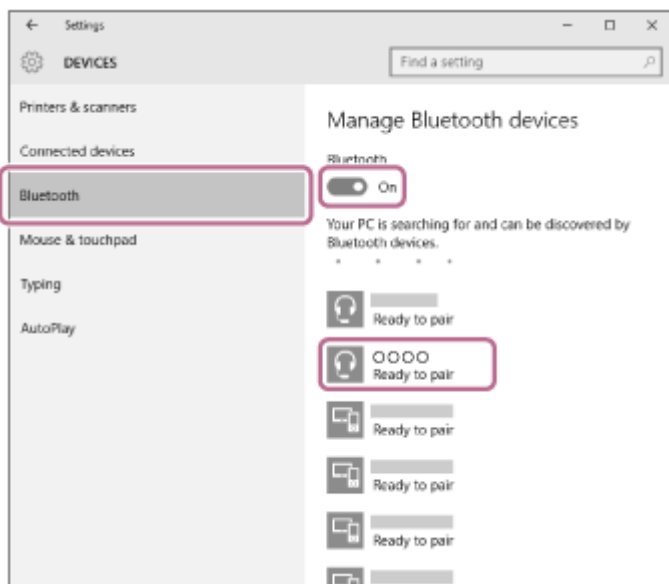 Settings
DEVICES
Find a setting
Printers & scanners
Connected devices
Bluetooth
Mouse & touchpad
Typing
AutoPlay
Manage Bluetooth devices
Bluetooth
On
Your PC is searching for and can be discovered by
Bluetooth devices.
Ready to pair
OOOO
Ready to pair
Ready to pair
Ready to pair
Ready to pair